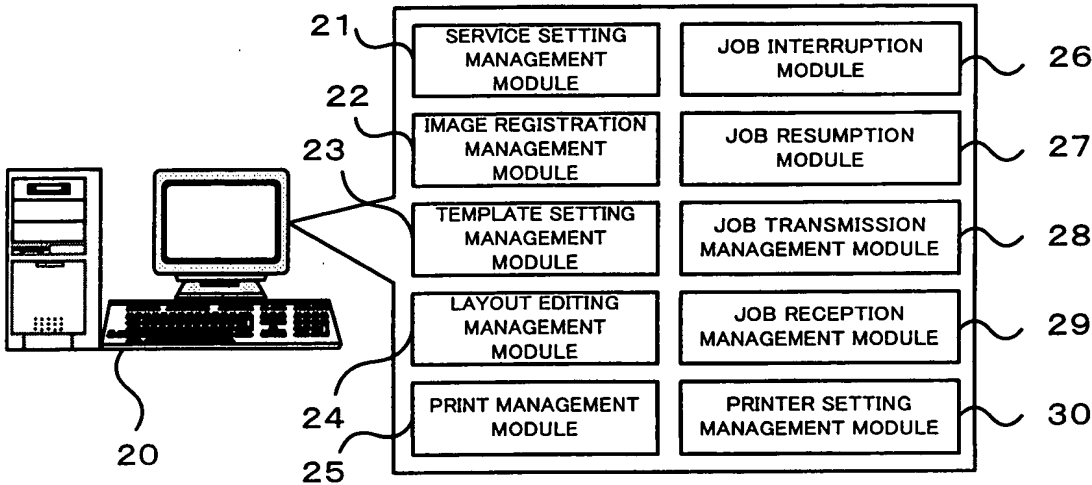 21
SERVICE SETTING
MANAGEMENT
MODULE
22
IMAGE REGISTRATION
MANAGEMENT
MODULE
23
TEMPLATE SETTING
MANAGEMENT
MODULE
24
LAYOUT EDITING
MANAGEMENT
MODULE
25
PRINT MANAGEMENT
MODULE
JOB INTERRUPTION
MODULE
26
JOB RESUMPTION
MODULE
27
JOB TRANSMISSION
MANAGEMENT MODULE
28
JOB RECEPTION
MANAGEMENT MODULE
29
PRINTER SETTING
MANAGEMENT MODULE
30
20